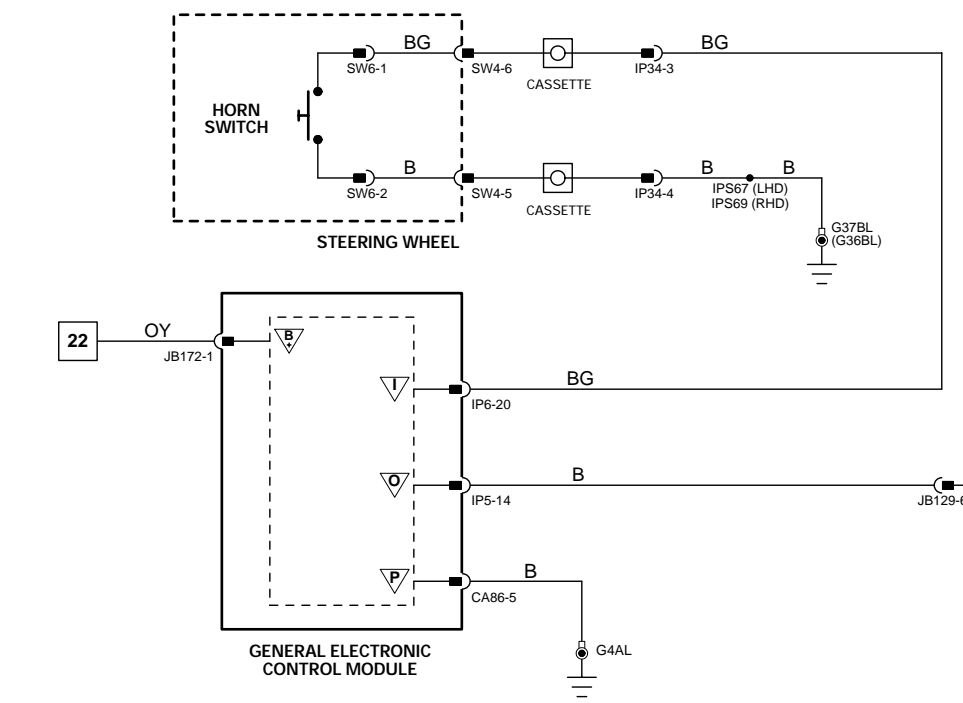 BG
BG
SW6-1
SW4-6
IP34-3
CASSETTE
HORN
SWITCH
B
B
B
SW6-2
SW4-5
IP34-4
IPS67 (LHD)
IPS69 (RHD)
CASSETTE
G37BL
(G36BL)
STEERING WHEEL
22
OY
JB172-1
B
+
I
BG
IP6-20
O
B
IP5-14
JB129-6
P
B
CA86-5
G4AL
GENERAL ELECTRONIC
CONTROL MODULE